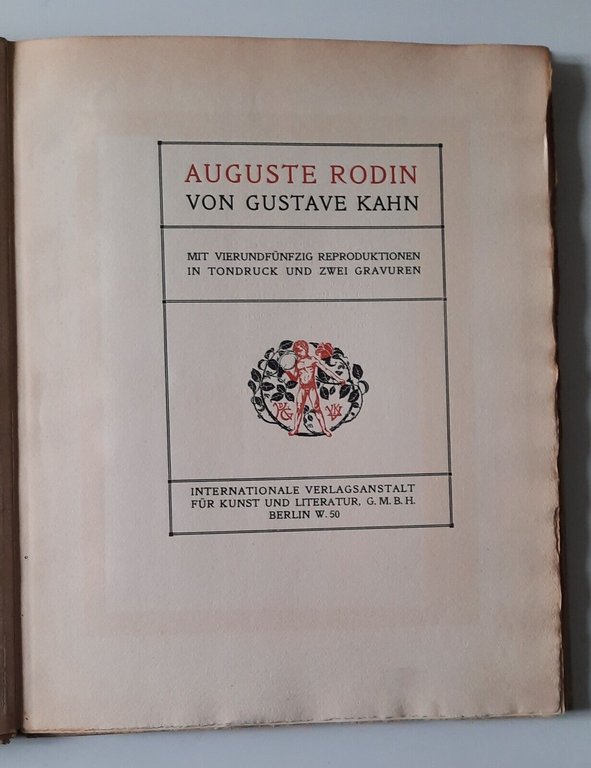 AUGUSTE RODIN
VON GUSTAVE KAHN
MIT VIERUNDFÜNFZIG REPRODUKTIONEN
IN TONDRUCK UND ZWEI GRAVUREN
INTERNATIONALE VERLAGSANSTALT
FÜR KUNST UND LITERATUR, G.M.B.H.
BERLIN W. 50